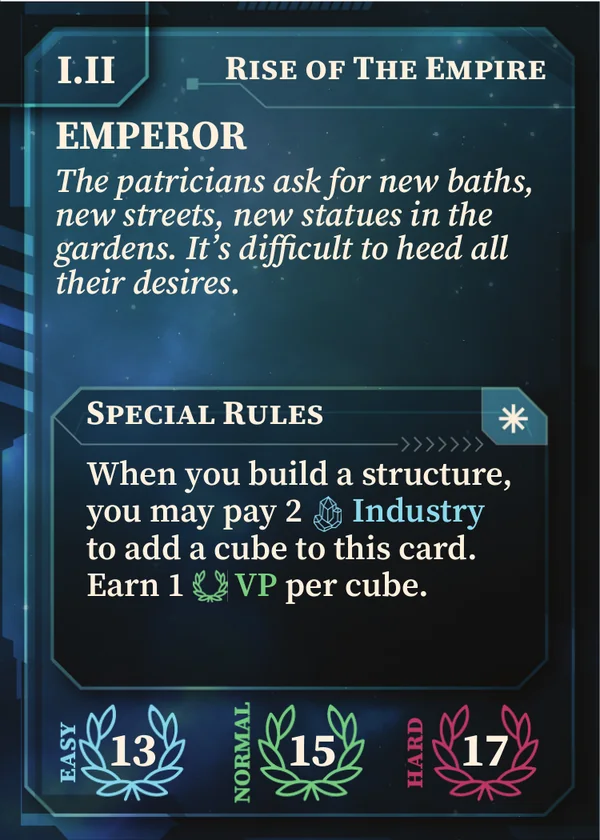 I.II
Rise of The Empire
EMPEROR
The patricians ask for new baths,
new streets, new statues in the
gardens. It's difficult to heed all
their desires.
Special Rules
When you build a structure,
you may pay 2 Industry
to add a cube to this card.
Earn 1 VP per cube.
EASY 13
NORMAL 15
HARD 17